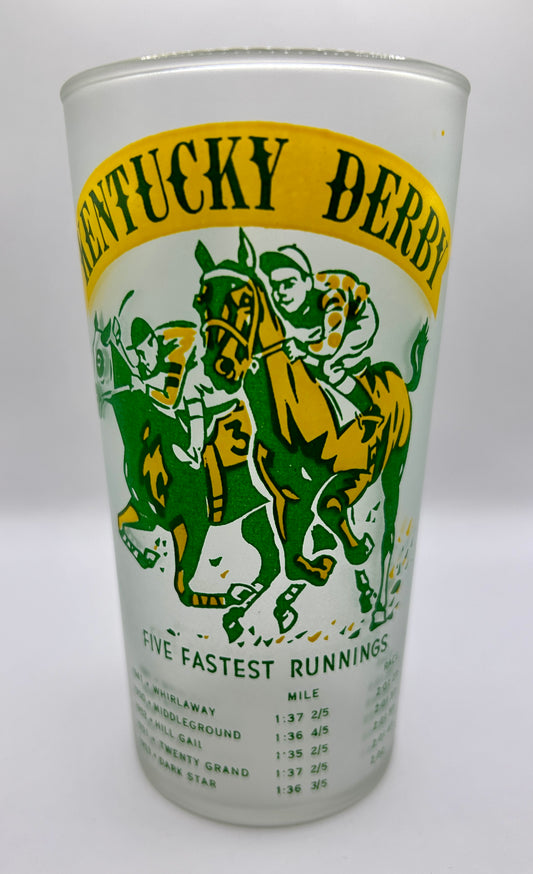 KENTUCKY DERBY
3
FIVE FASTEST RUNNINGS
MILE
WHIRLAWAY 1:37 2/5
• MIDDLEGROUND 1:36 4/5
• HILL GAIL 1:35 2/5
• TWENTY GRAND 1:37 2/5
• DARK STAR 1:36 3/5